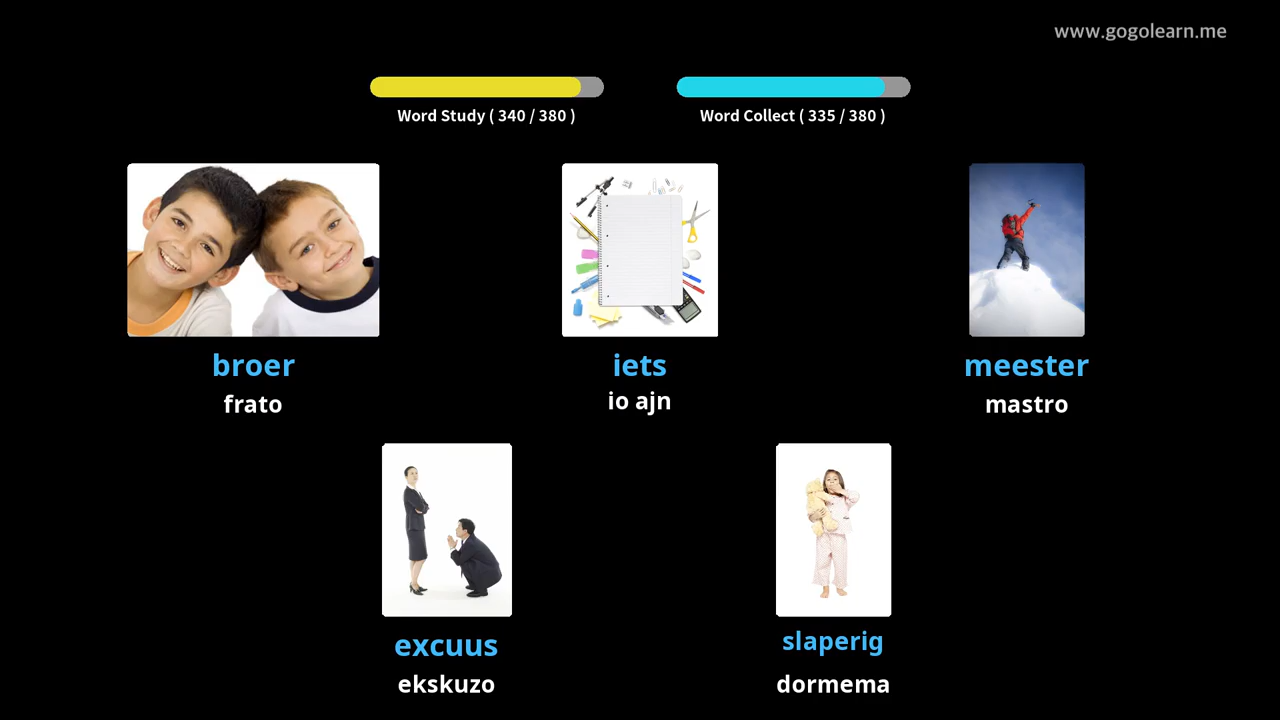 www.gogolearn.me
Word Study ( 340 / 380 )
Word Collect ( 335 / 380 )
broer
frato
iets
io ajn
meester
mastro
excuus
ekskuzo
slaperig
dormema